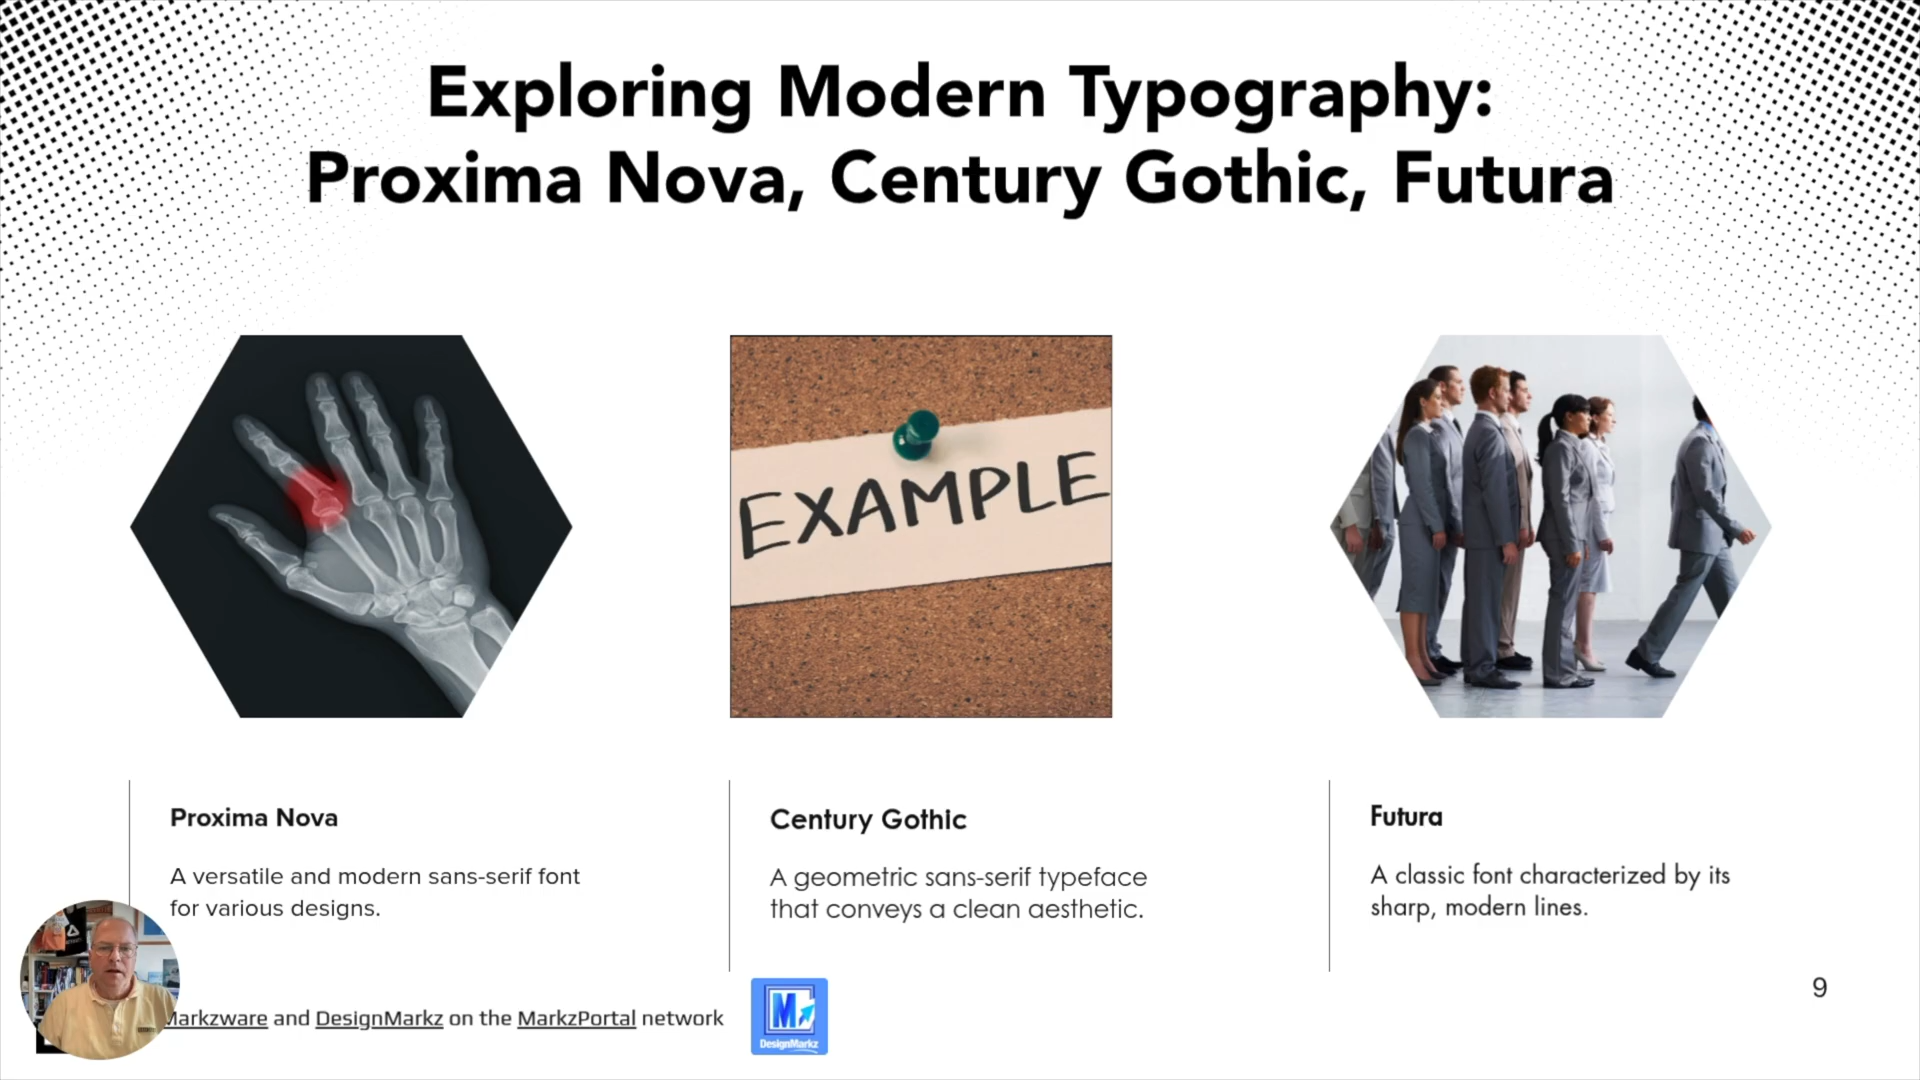 Exploring Modern Typography:
Proxima Nova, Century Gothic, Futura
EXAMPLE
Proxima Nova
A versatile and modern sans-serif font
for various designs.
Century Gothic
A geometric sans-serif typeface
that conveys a clean aesthetic.
Futura
A classic font characterized by its
sharp, modern lines.
Markzware and DesignMarkz on the MarkzPortal network
M
DesignMarkz
9